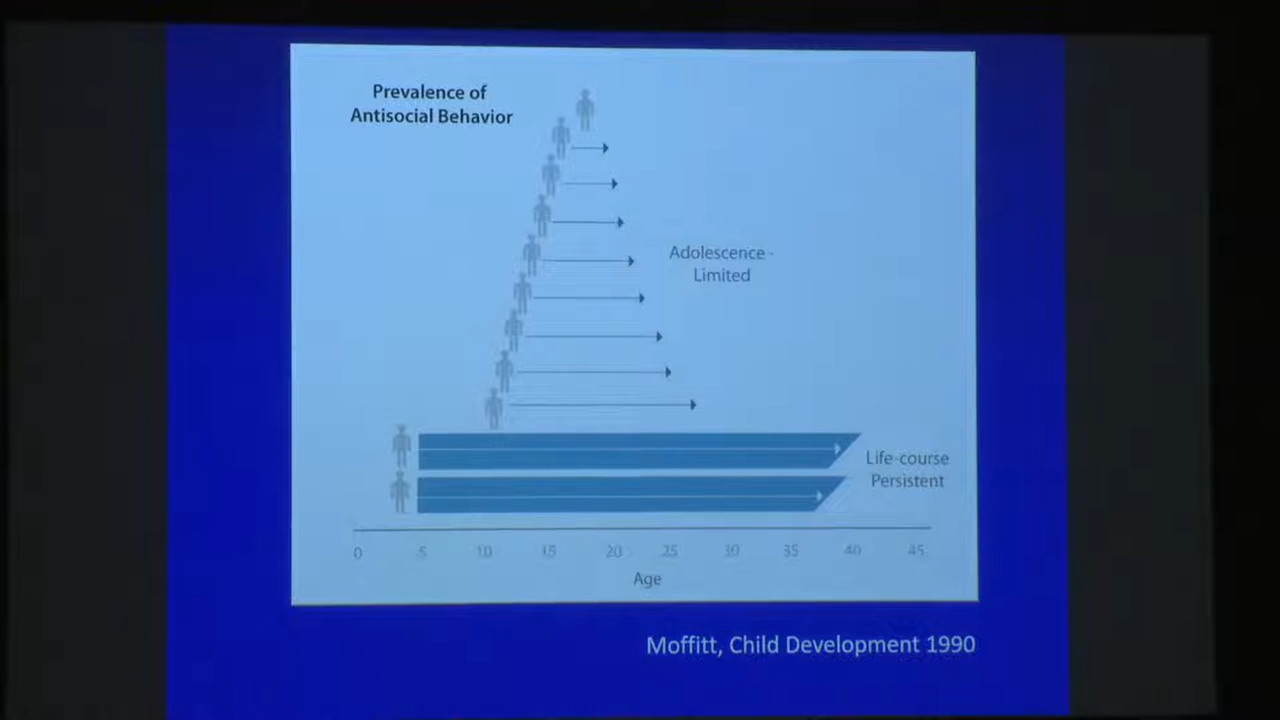 Prevalence of
Antisocial Behavior
Adolescence -
Limited
Life-course
Persistent
0 5 10 15 20 25 30 35 40 45
Age
Moffitt, Child Development 1990